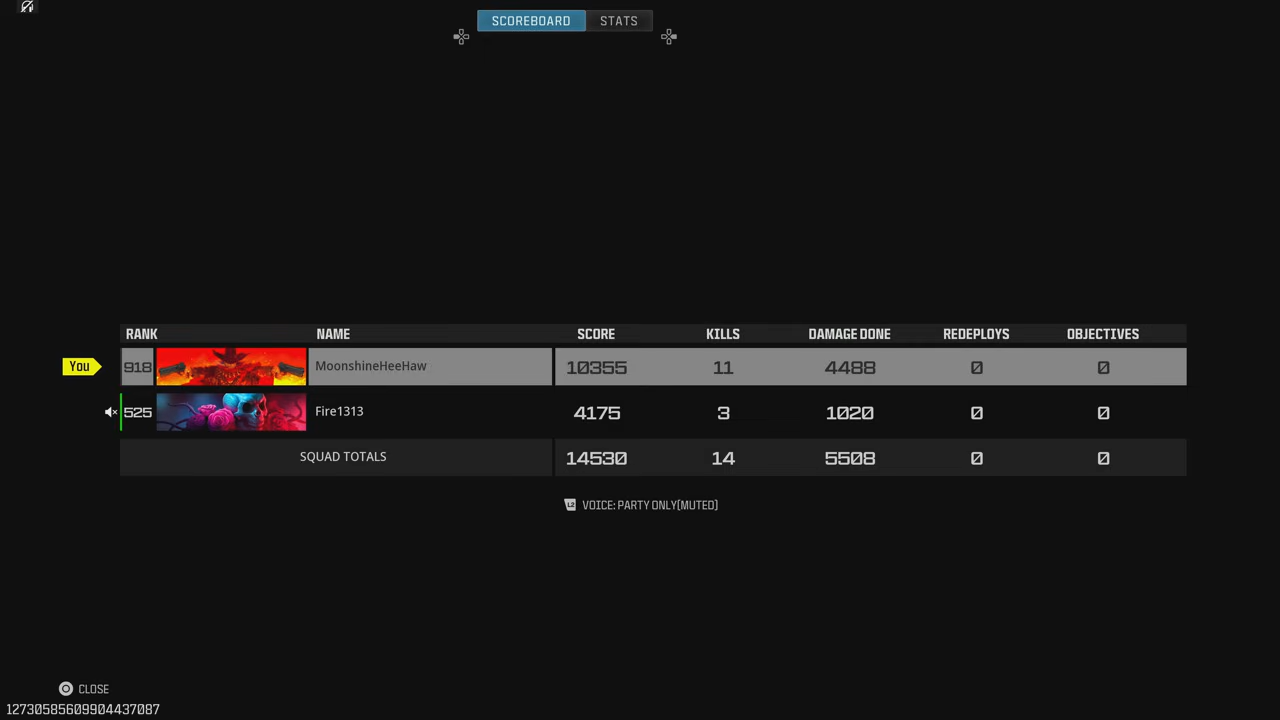 SCOREBOARD STATS
RANK NAME SCORE KILLS DAMAGE DONE REDEPLOYS OBJECTIVES
You 918 MoonshineHeeHaw 10355 11 4488 0 0
525 Fire1313 4175 3 1020 0 0
SQUAD TOTALS 14530 14 5508 0 0
L2 VOICE: PARTY ONLY(MUTED)
CLOSE
12730585609904437087